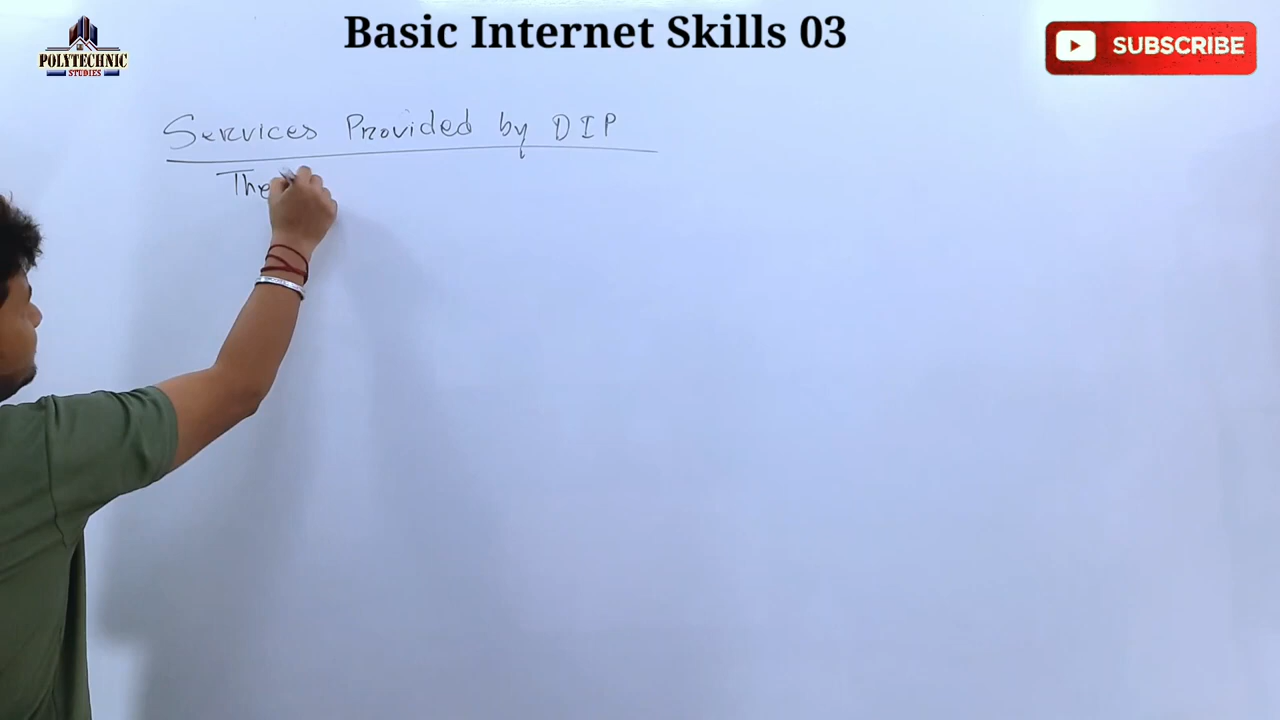 Basic Internet Skills 03
POLYTECHNIC
STUDIES
SUBSCRIBE
Services Provided by DIP
The